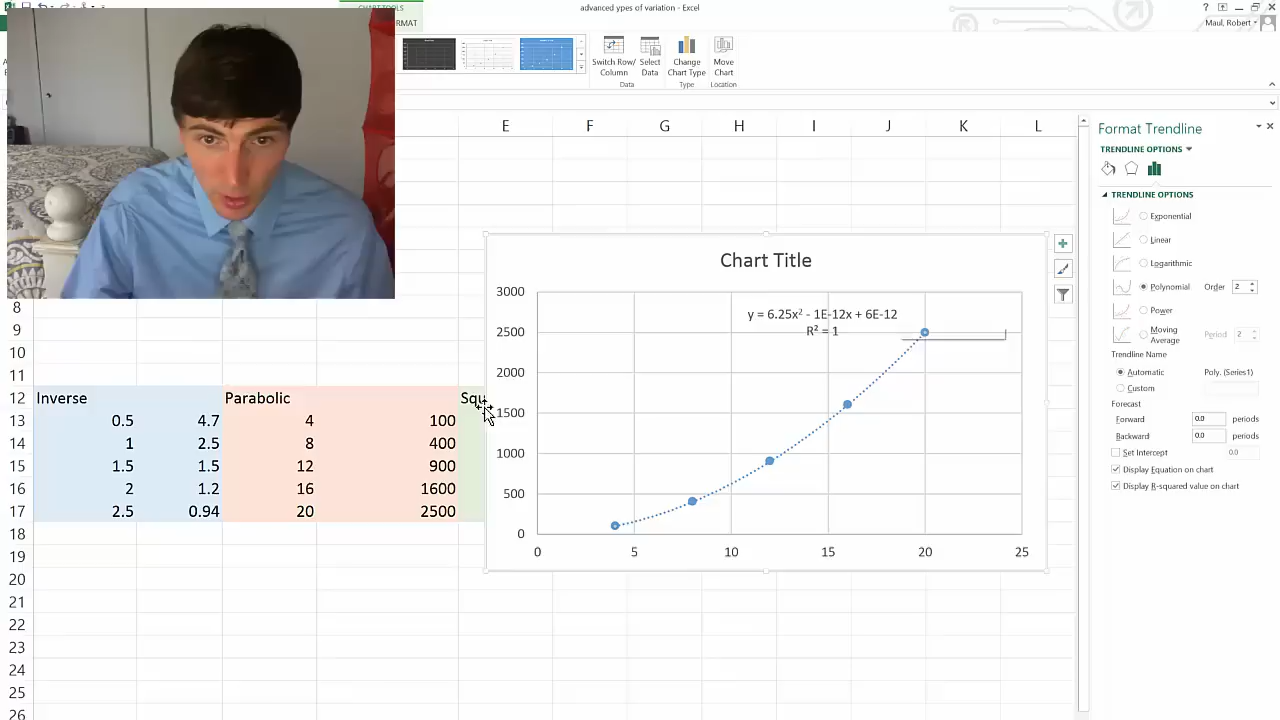 CHART TOOLS
advanced types of variation - Excel
Maul, Robert
Switch Row/
Column
Select
Data
Change
Chart Type
Move
Chart
Data
Type
Location
E F G H I J K L
Format Trendline
TRENDLINE OPTIONS
TRENDLINE OPTIONS
Exponential
Linear
Logarithmic
Polynomial Order 2
Power
Moving
Average
Period 2
Trendline Name
Automatic Poly. (Series1)
Custom
Forecast
Forward 0.0 periods
Backward 0.0 periods
Set Intercept 0.0
Display Equation on chart
Display R-squared value on chart
Chart Title
y = 6.25x² - 1E-12x + 6E-12
R² = 1
3000
2500
2000
1500
1000
500
0
0 5 10 15 20 25
8
9
10
11
12 Inverse Parabolic Squ
13 0.5 4.7 4 100
14 1 2.5 8 400
15 1.5 1.5 12 900
16 2 1.2 16 1600
17 2.5 0.94 20 2500
18
19
20
21
22
23
24
25
26